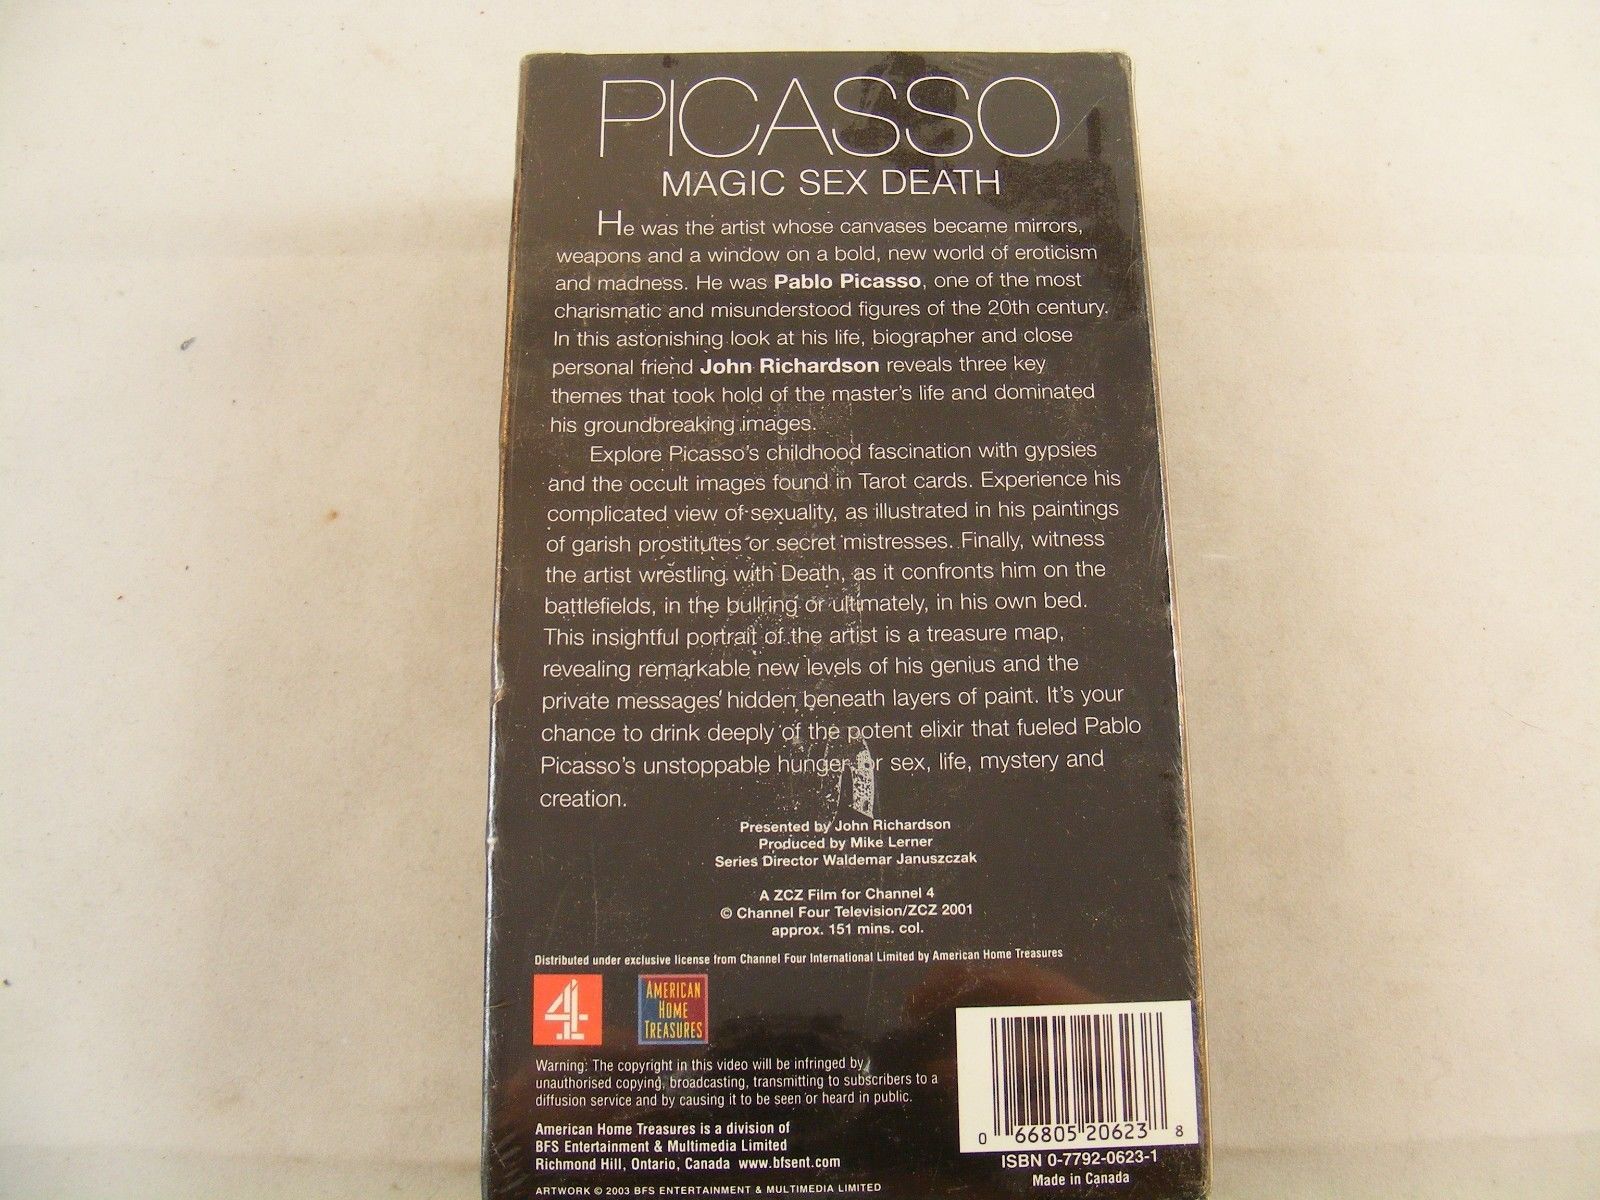 PICASSO
MAGIC SEX DEATH
He was the artist whose canvases became mirrors,
weapons and a window on a bold, new world of eroticism
and madness. He was Pablo Picasso, one of the most
charismatic and misunderstood figures of the 20th century.
In this astonishing look at his life, biographer and close
personal friend John Richardson reveals three key
themes that took hold of the master's life and dominated
his groundbreaking images.
Explore Picasso's childhood fascination with gypsies
and the occult images found in Tarot cards. Experience his
complicated view of sexuality, as illustrated in his paintings
of garish prostitutes or secret mistresses. Finally, witness
the artist wrestling with Death, as it confronts him on the
battlefields, in the bullring or ultimately, in his own bed.
This insightful portrait of the artist is a treasure map,
revealing remarkable new levels of his genius and the
private messages hidden beneath layers of paint. It's your
chance to drink deeply of the potent elixir that fueled Pablo
Picasso's unstoppable hunger for sex, life, mystery and
creation.
Presented by John Richardson
Produced by Mike Lerner
Series Director Waldemar Januszczak
A ZCZ Film for Channel 4
© Channel Four Television/ZCZ 2001
approx. 151 mins. col.
Distributed under exclusive license from Channel Four International Limited by American Home Treasures
4
AMERICAN
HOME
TREASURES
Warning: The copyright in this video will be infringed by
unauthorised copying, broadcasting, transmitting to subscribers to a
diffusion service and by causing it to be seen or heard in public.
American Home Treasures is a division of
BFS Entertainment & Multimedia Limited
Richmond Hill, Ontario, Canada www.bfsent.com
ARTWORK © 2003 BFS ENTERTAINMENT & MULTIMEDIA LIMITED
0 66805 20623 8
ISBN 0-7792-0623-1
Made in Canada